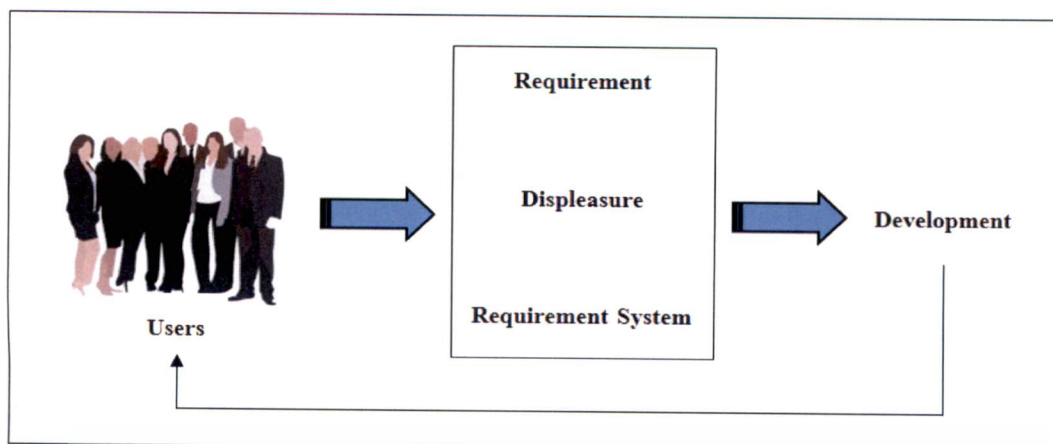 Requirement
Displeasure
Requirement System
Development
Users